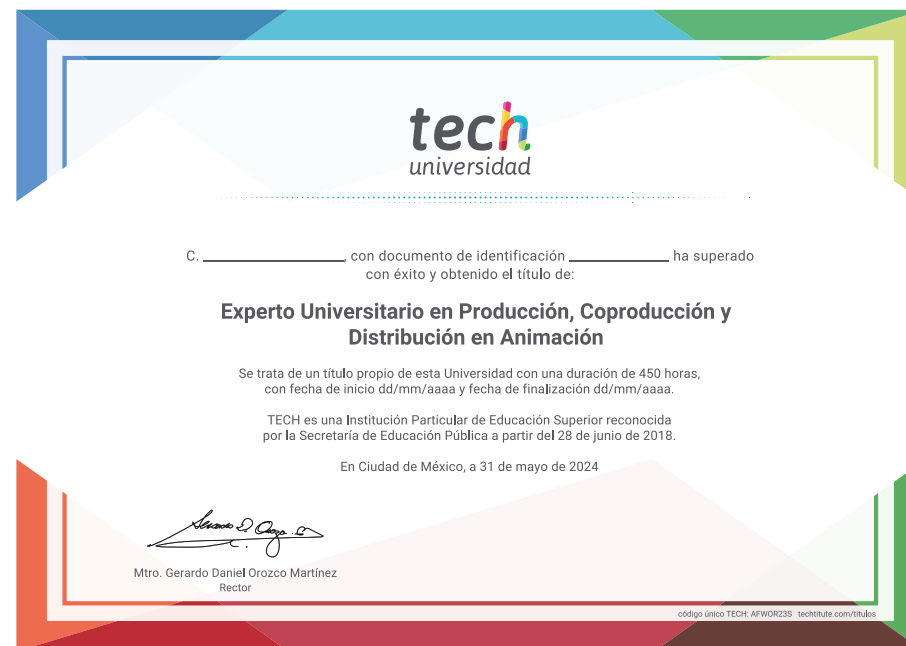 tech
universidad
C. ____________, con documento de identificación ____________ ha superado
con éxito y obtenido el título de:
Experto Universitario en Producción, Coproducción y
Distribución en Animación
Se trata de un título propio de esta Universidad con una duración de 450 horas,
con fecha de inicio dd/mm/aaaa y fecha de finalización dd/mm/aaaa.
TECH es una Institución Particular de Educación Superior reconocida
por la Secretaría de Educación Pública a partir del 28 de junio de 2018.
En Ciudad de México, a 31 de mayo de 2024
Mtro. Gerardo Daniel Orozco Martínez
Rector
código único TECH: AFWOR23S techtitute.com/titulos